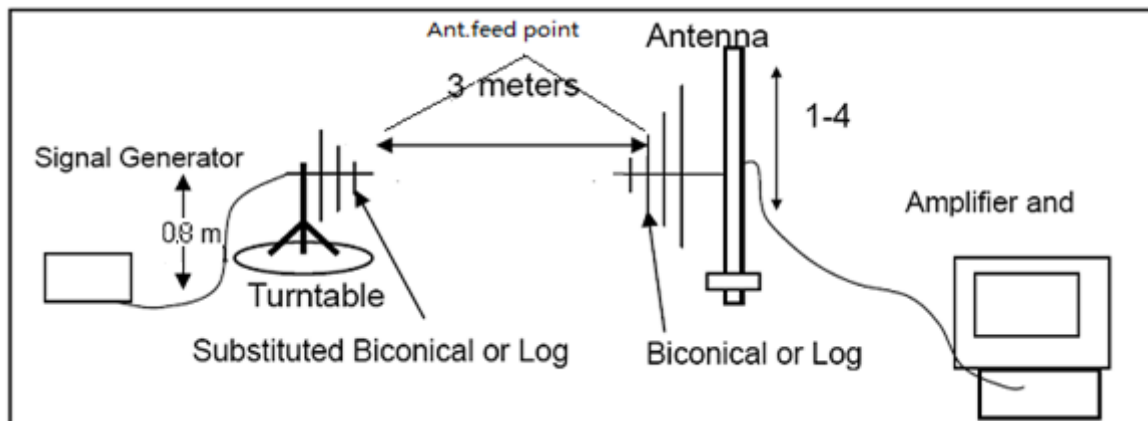 Ant.feed point
Antenna
3 meters
1-4
Signal Generator
Amplifier and
0.8 m
Turntable
Substituted Biconical or Log
Biconical or Log